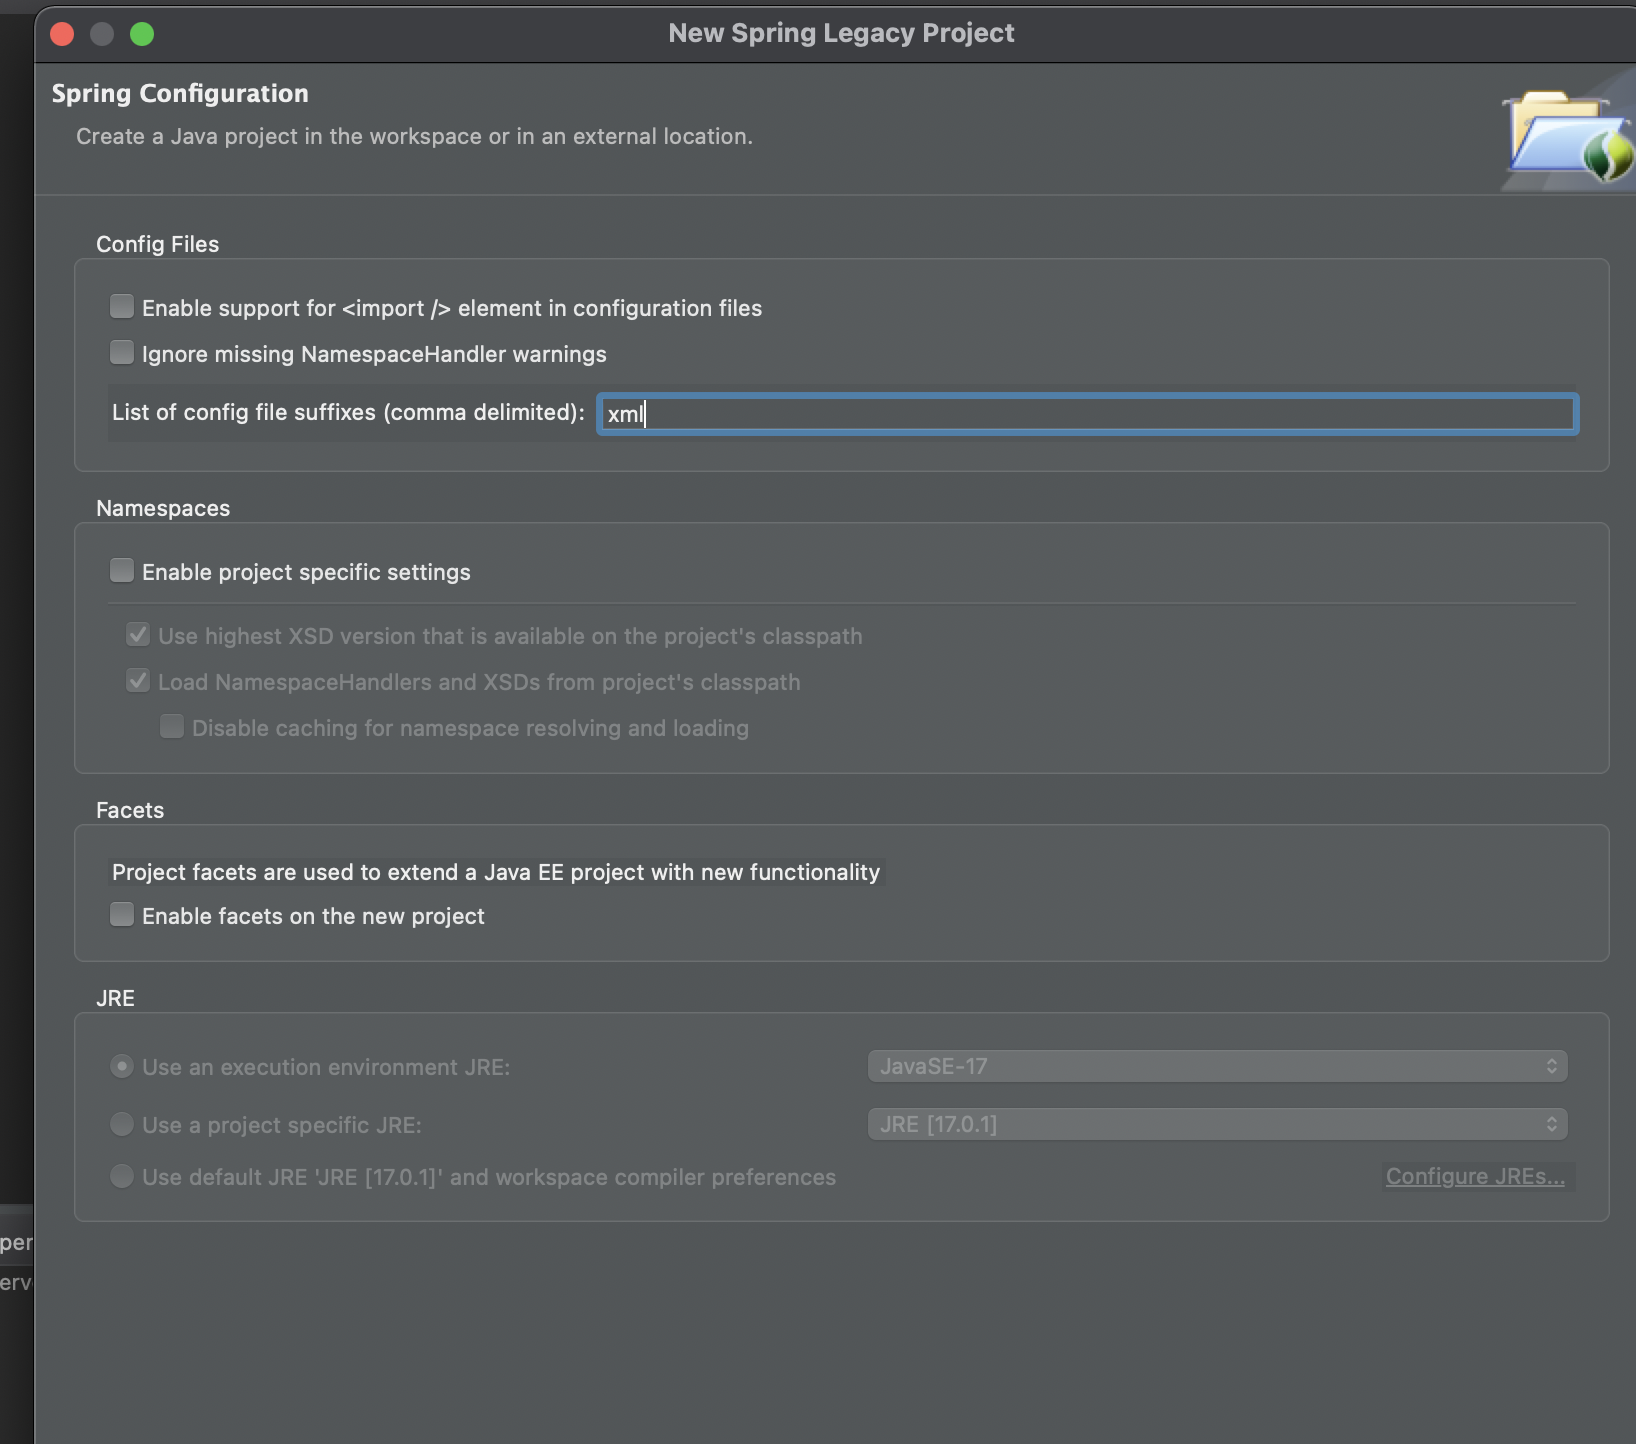 New Spring Legacy Project
Spring Configuration
Create a Java project in the workspace or in an external location.
Config Files
Enable support for <import /> element in configuration files
Ignore missing NamespaceHandler warnings
List of config file suffixes (comma delimited): xml
Namespaces
Enable project specific settings
Use highest XSD version that is available on the project's classpath
Load NamespaceHandlers and XSDs from project's classpath
Disable caching for namespace resolving and loading
Facets
Project facets are used to extend a Java EE project with new functionality
Enable facets on the new project
JRE
Use an execution environment JRE: JavaSE-17
Use a project specific JRE: JRE [17.0.1]
Use default JRE 'JRE [17.0.1]' and workspace compiler preferences Configure JREs...
per
erv